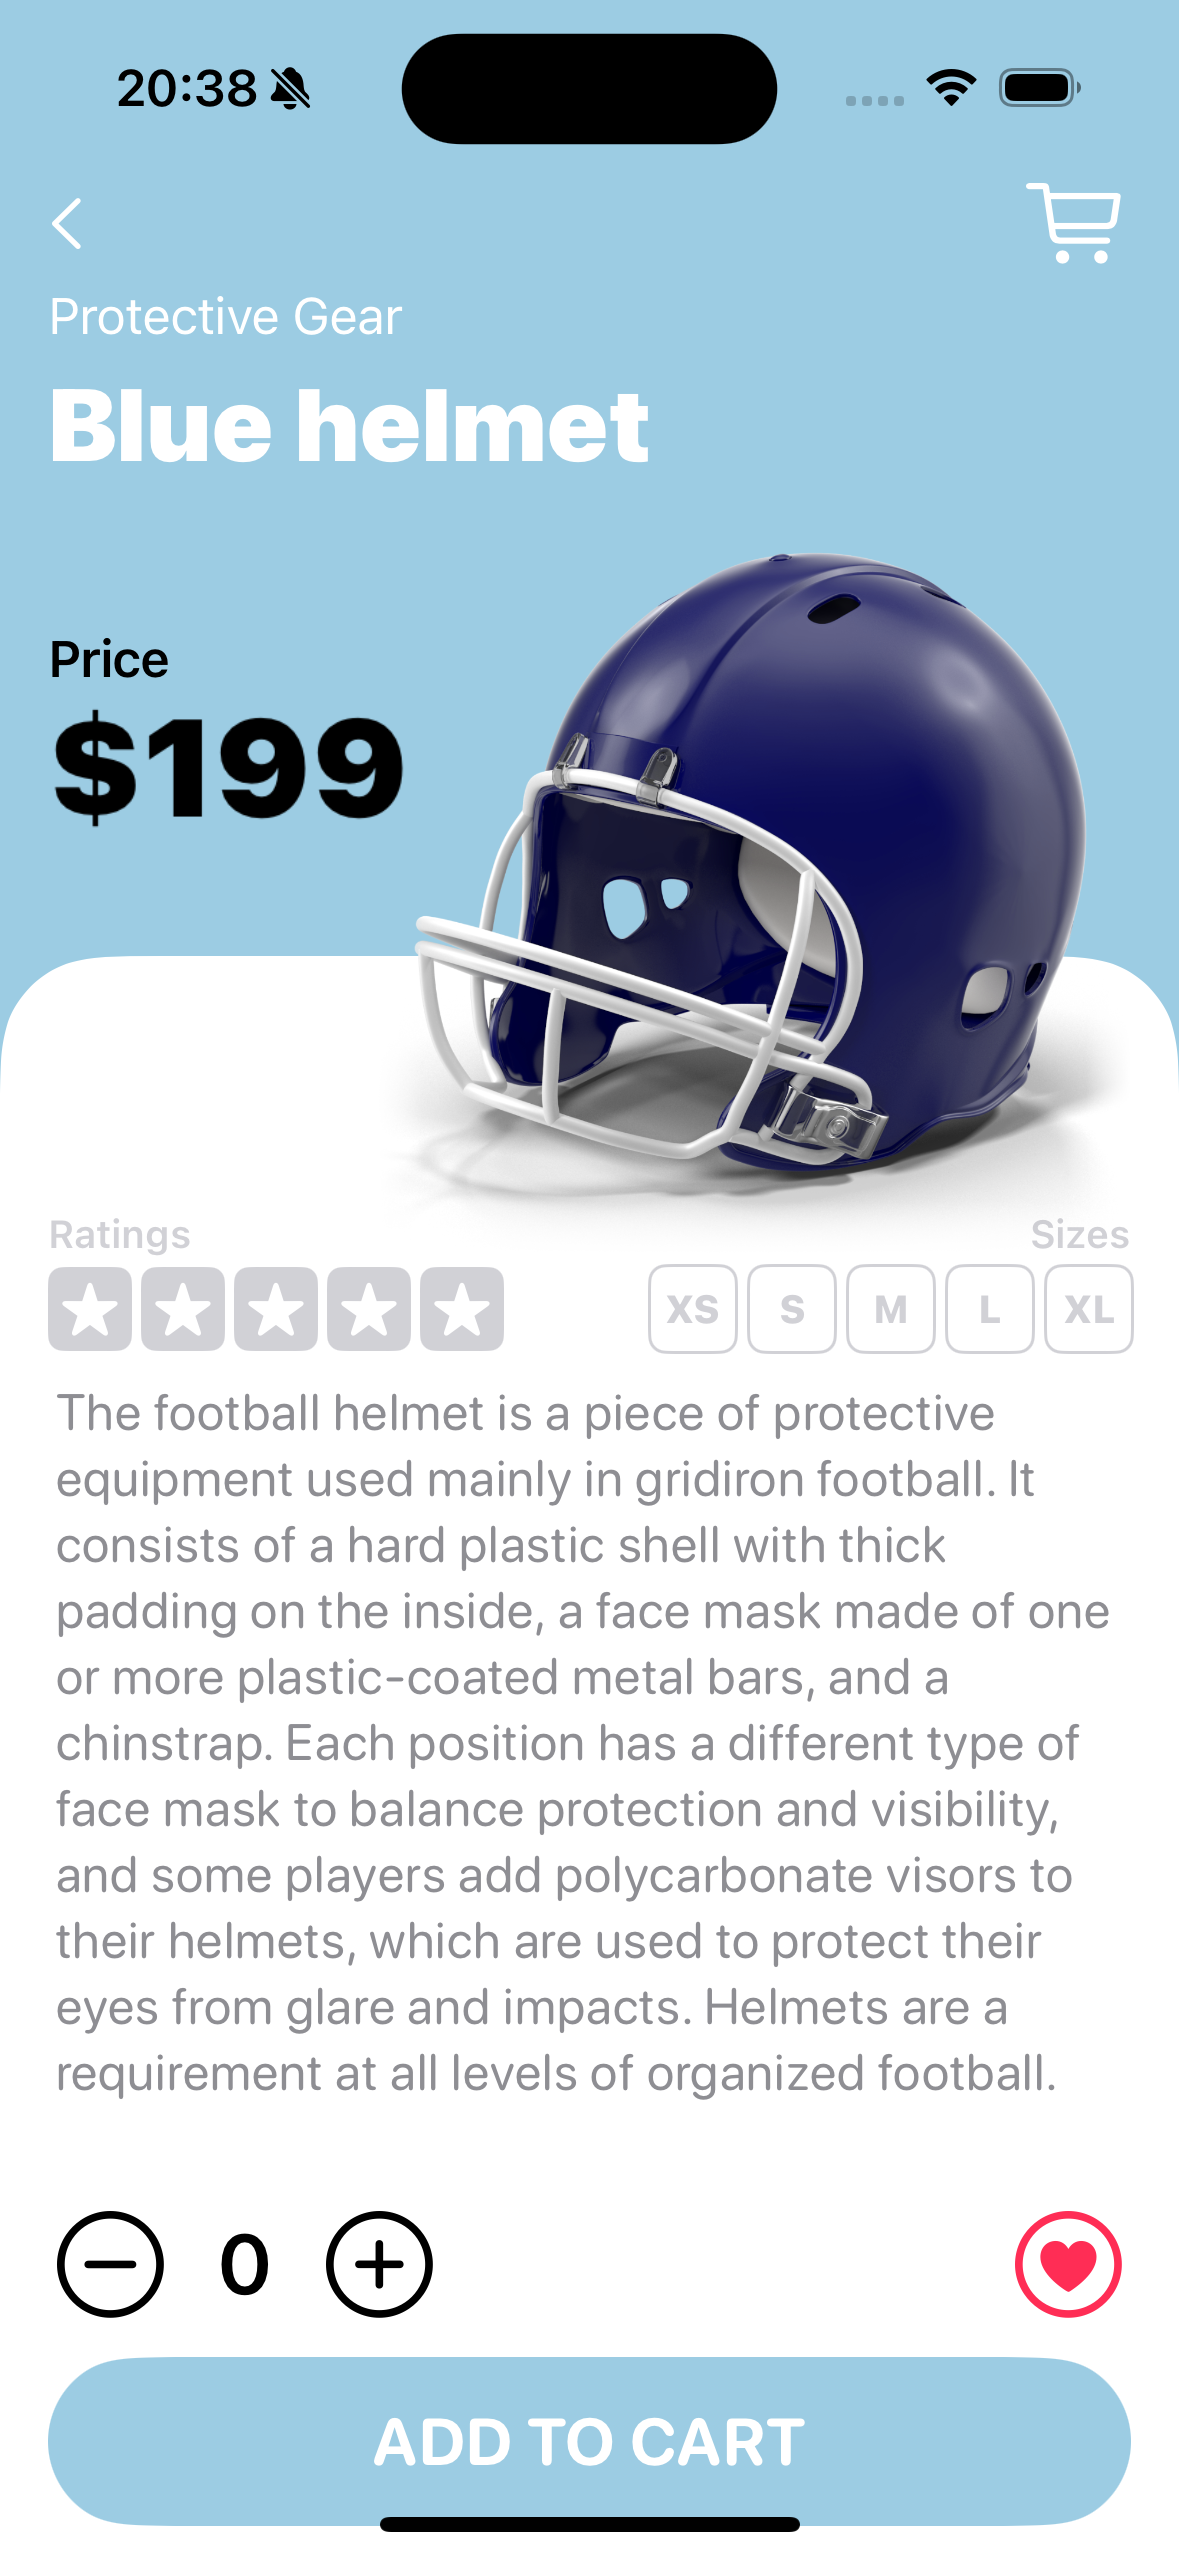 20:38
Protective Gear
Blue helmet
Price
$199
Ratings
Sizes
XS S M L XL
The football helmet is a piece of protective
equipment used mainly in gridiron football. It
consists of a hard plastic shell with thick
padding on the inside, a face mask made of one
or more plastic-coated metal bars, and a
chinstrap. Each position has a different type of
face mask to balance protection and visibility,
and some players add polycarbonate visors to
their helmets, which are used to protect their
eyes from glare and impacts. Helmets are a
requirement at all levels of organized football.
0
ADD TO CART